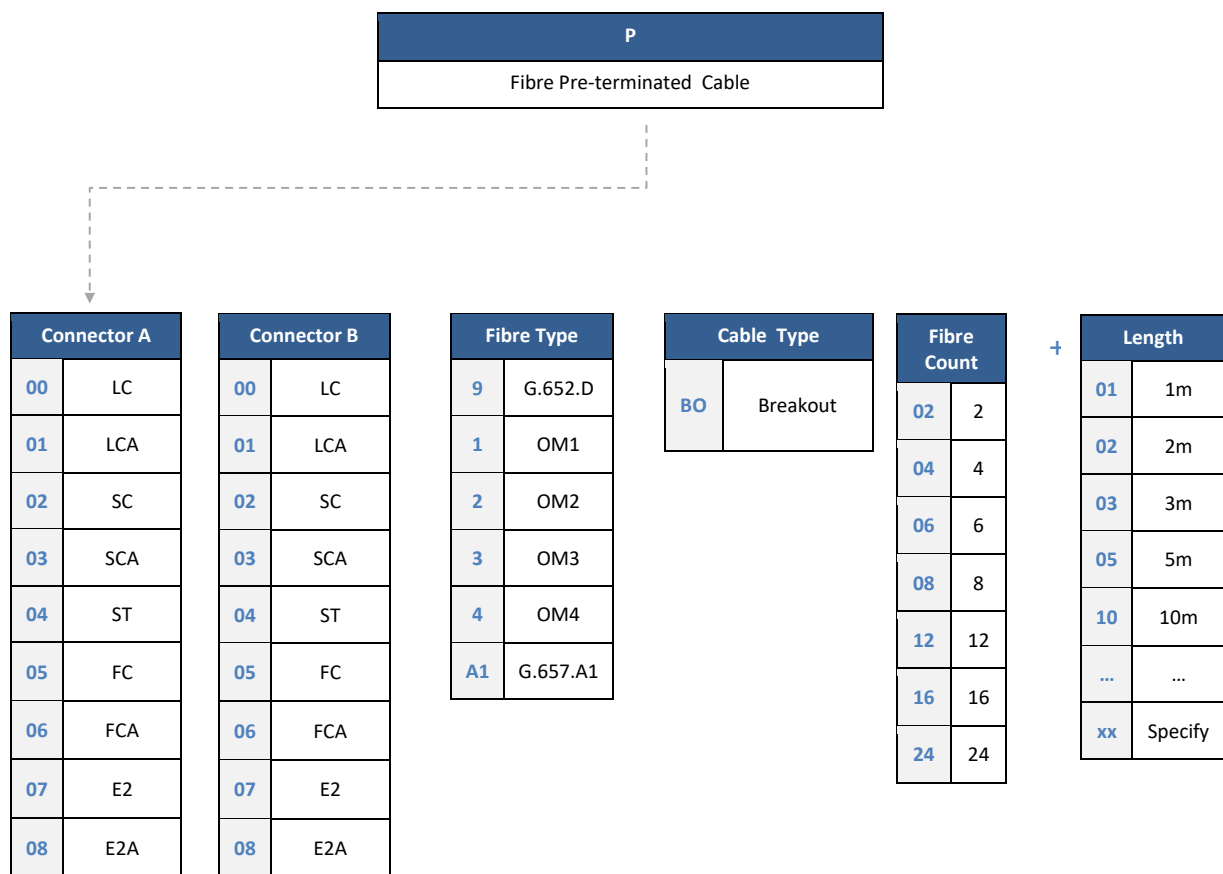 P
Fibre Pre-terminated Cable
Connector A
00 LC
01 LCA
02 SC
03 SCA
04 ST
05 FC
06 FCA
07 E2
08 E2A
Connector B
00 LC
01 LCA
02 SC
03 SCA
04 ST
05 FC
06 FCA
07 E2
08 E2A
Fibre Type
9 G.652.D
1 OM1
2 OM2
3 OM3
4 OM4
A1 G.657.A1
Cable Type
BO Breakout
Fibre
Count
02 2
04 4
06 6
08 8
12 12
16 16
24 24
+
Length
01 1m
02 2m
03 3m
05 5m
10 10m
... ...
xx Specify